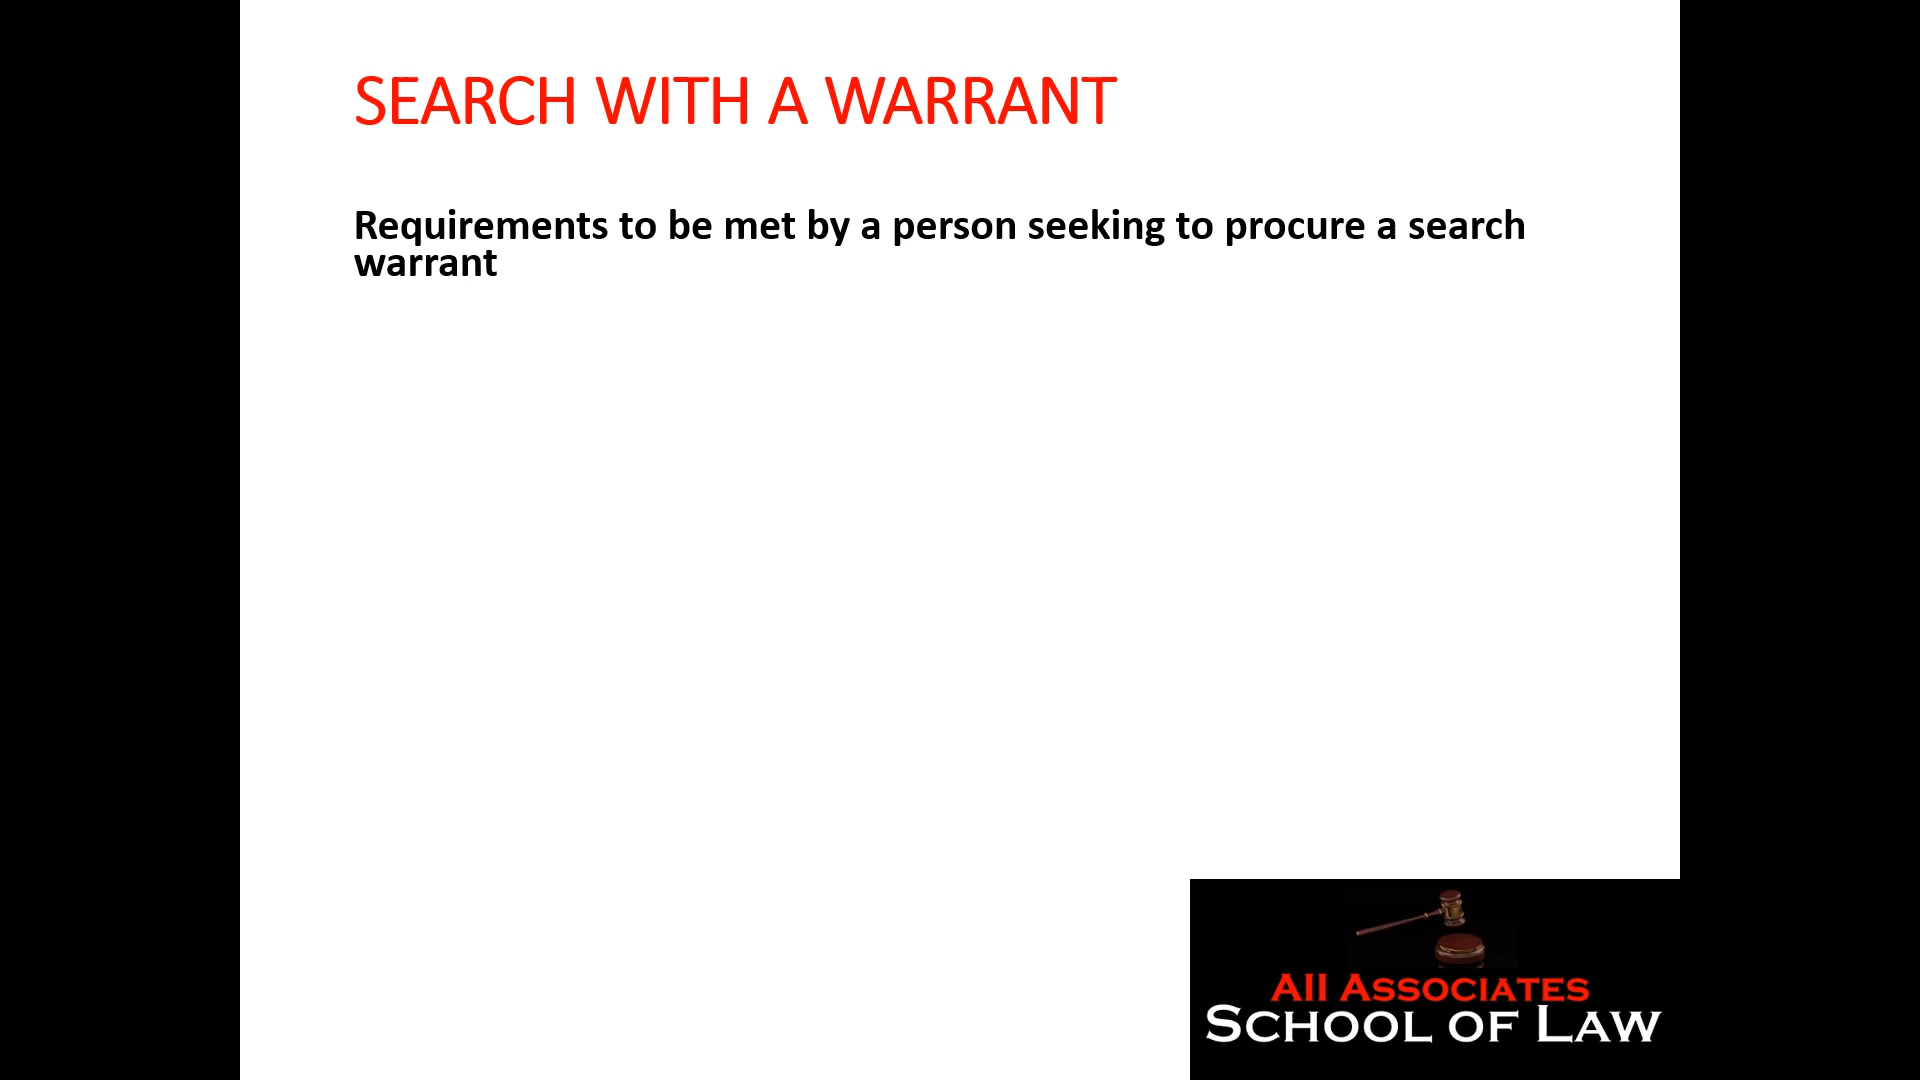 SEARCH WITH A WARRANT
Requirements to be met by a person seeking to procure a search
warrant
All ASSOCIATES
SCHOOL OF LAW